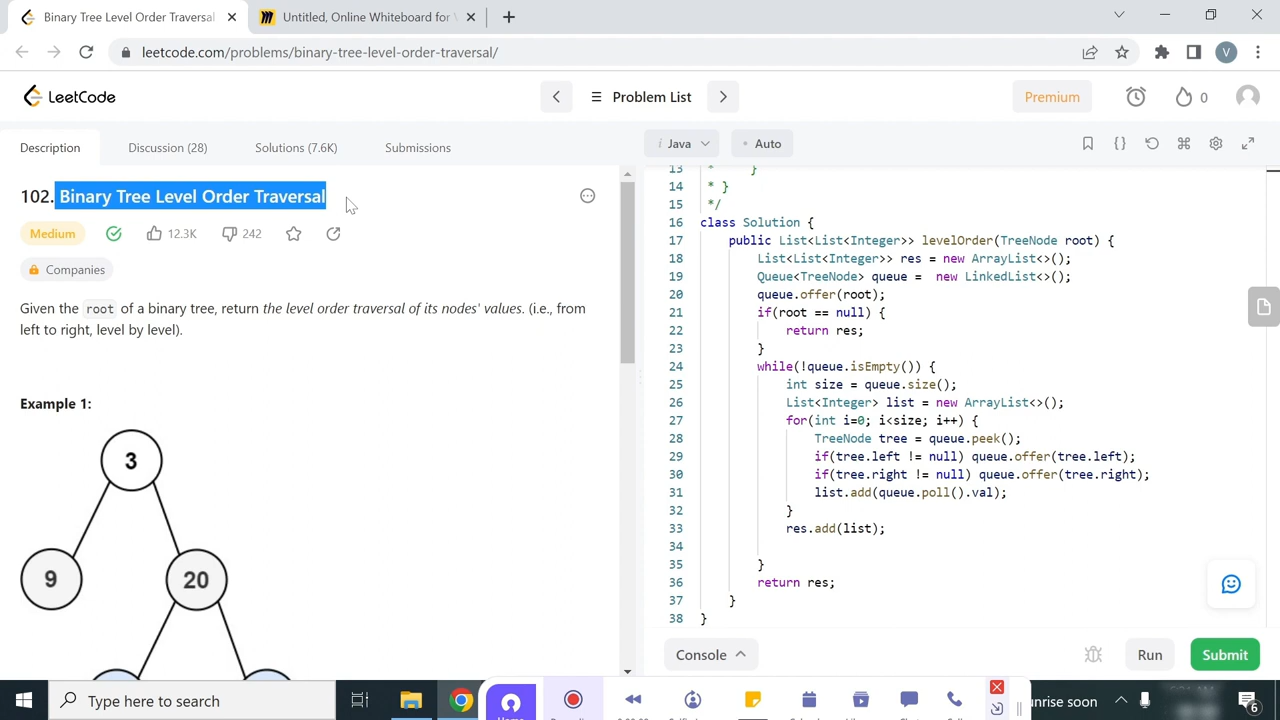 Binary Tree Level Order Traversal
Untitled, Online Whiteboard for
leetcode.com/problems/binary-tree-level-order-traversal/
V
LeetCode
Problem List
Premium
0
Description
Discussion (28)
Solutions (7.6K)
Submissions
i Java
Auto
102. Binary Tree Level Order Traversal
Medium
12.3K
242
Companies
Given the root of a binary tree, return the level order traversal of its nodes' values. (i.e., from
left to right, level by level).
Example 1:
3
9
20
13 * }
14 * }
15 */
16 class Solution {
17 public List<List<Integer>> levelOrder(TreeNode root) {
18 List<List<Integer>> res = new ArrayList<>();
19 Queue<TreeNode> queue = new LinkedList<>();
20 queue.offer(root);
21 if(root == null) {
22 return res;
23 }
24 while(!queue.isEmpty()) {
25 int size = queue.size();
26 List<Integer> list = new ArrayList<>();
27 for(int i=0; i<size; i++) {
28 TreeNode tree = queue.peek();
29 if(tree.left != null) queue.offer(tree.left);
30 if(tree.right != null) queue.offer(tree.right);
31 list.add(queue.poll().val);
32 }
33 res.add(list);
34
35 }
36 return res;
37 }
38 }
Console
Run
Submit
Type here to search
unrise soon
6